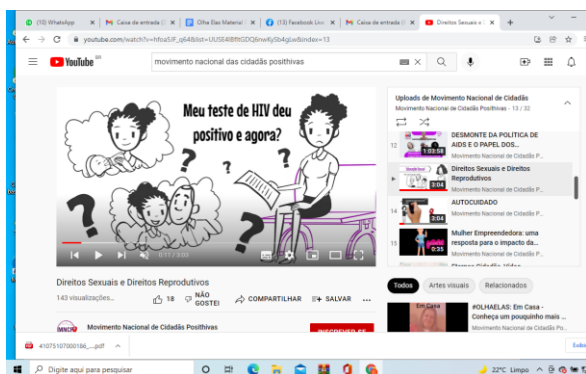 (10) WhatsApp
Caixa de entrada (
Olha Elas Material
(13) Facebook Live
Caixa de entrada (
Direitos Sexuais e
youtube.com/watch?v=hfoaSIF_q64&list=UUSE4lBfltGDQ6nwKySb4gLw&index=13
YouTube BR
movimento nacional das cidadãs posithivas
Meu teste de HIV deu
positivo e agora?
0:11 / 3:03
Direitos Sexuais e Direitos Reprodutivos
143 visualizações...
18
NÃO
GOSTEI
COMPARTILHAR
SALVAR
...
MNCP
Movimento Nacional de Cidadãs Posithivas
INSCREVER-SE
Uploads de Movimento Nacional de Cidadãs
Movimento Nacional de Cidadãs Posithivas - 13 / 32
12
1:03:58
DESMONTE DA POLITICA DE
AIDS E O PAPEL DOS...
Movimento Nacional de Cidadãs P...
3:04
Direitos Sexuais e Direitos
Reprodutivos
Movimento Nacional de Cidadãs P...
14
3:04
AUTOCUIDADO
Movimento Nacional de Cidadãs P...
15
0:35
Mulher Empreendedora: uma
resposta para o impacto da...
Movimento Nacional de Cidadãs P...
Todos
Artes visuais
Relacionados
Em Casa
#OLHAELAS: Em Casa -
Conheça um pouquinho mais ...
Movimento Nacional de Cidadãs Po...
41075107000186_....pdf
Digite aqui para pesquisar
22°C Limpo